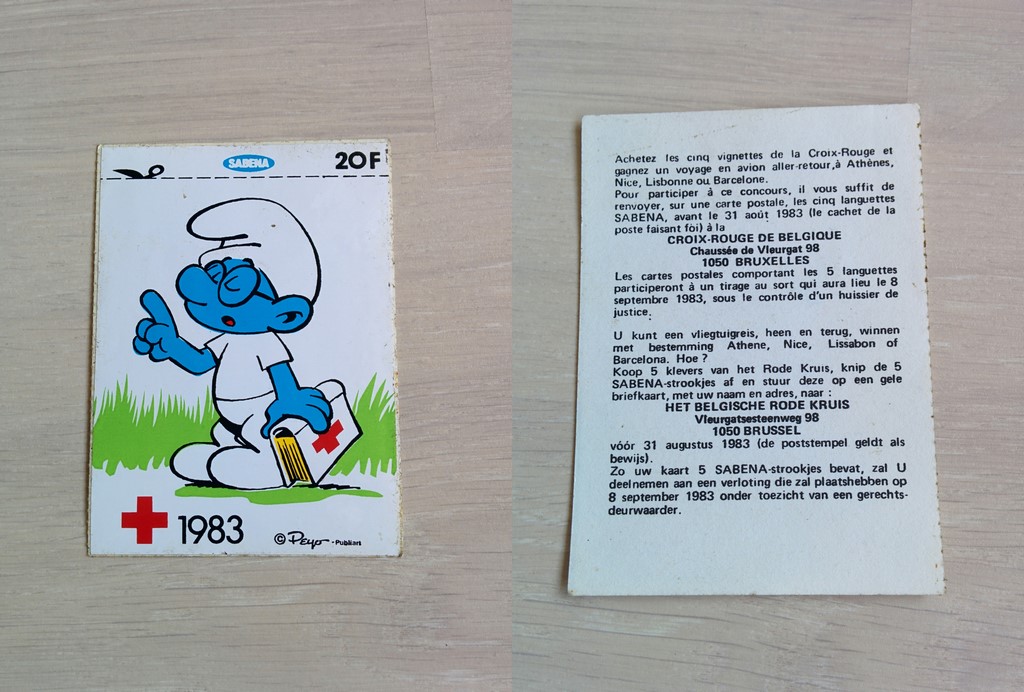 SABENA
20F
1983
© Peyo - Publiart
Achetez les cinq vignettes de la Croix-Rouge et
gagnez un voyage en avion aller-retour,à Athènes,
Nice, Lisbonne ou Barcelone.
Pour participer à ce concours, il vous suffit de
renvoyer, sur une carte postale, les cinq languettes
SABENA, avant le 31 août 1983 (le cachet de la
poste faisant foi) à la
CROIX-ROUGE DE BELGIQUE
Chaussée de Vleurgat 98
1050 BRUXELLES
Les cartes postales comportant les 5 languettes
participeront à un tirage au sort qui aura lieu le 8
septembre 1983, sous le contrôle d'un huissier de
justice.
U kunt een vliegtuigreis, heen en terug, winnen
met bestemming Athene, Nice, Lissabon of
Barcelona. Hoe ?
Koop 5 klevers van het Rode Kruis, knip de 5
SABENA-strookjes af en stuur deze op een gele
briefkaart, met uw naam en adres, naar :
HET BELGISCHE RODE KRUIS
Vleurgatsesteenweg 98
1050 BRUSSEL
vóór 31 augustus 1983 (de poststempel geldt als
bewijs).
Zo uw kaart 5 SABENA-strookjes bevat, zal U
deelnemen aan een verloting die zal plaatshebben op
8 september 1983 onder toezicht van een gerechts-
deurwaarder.